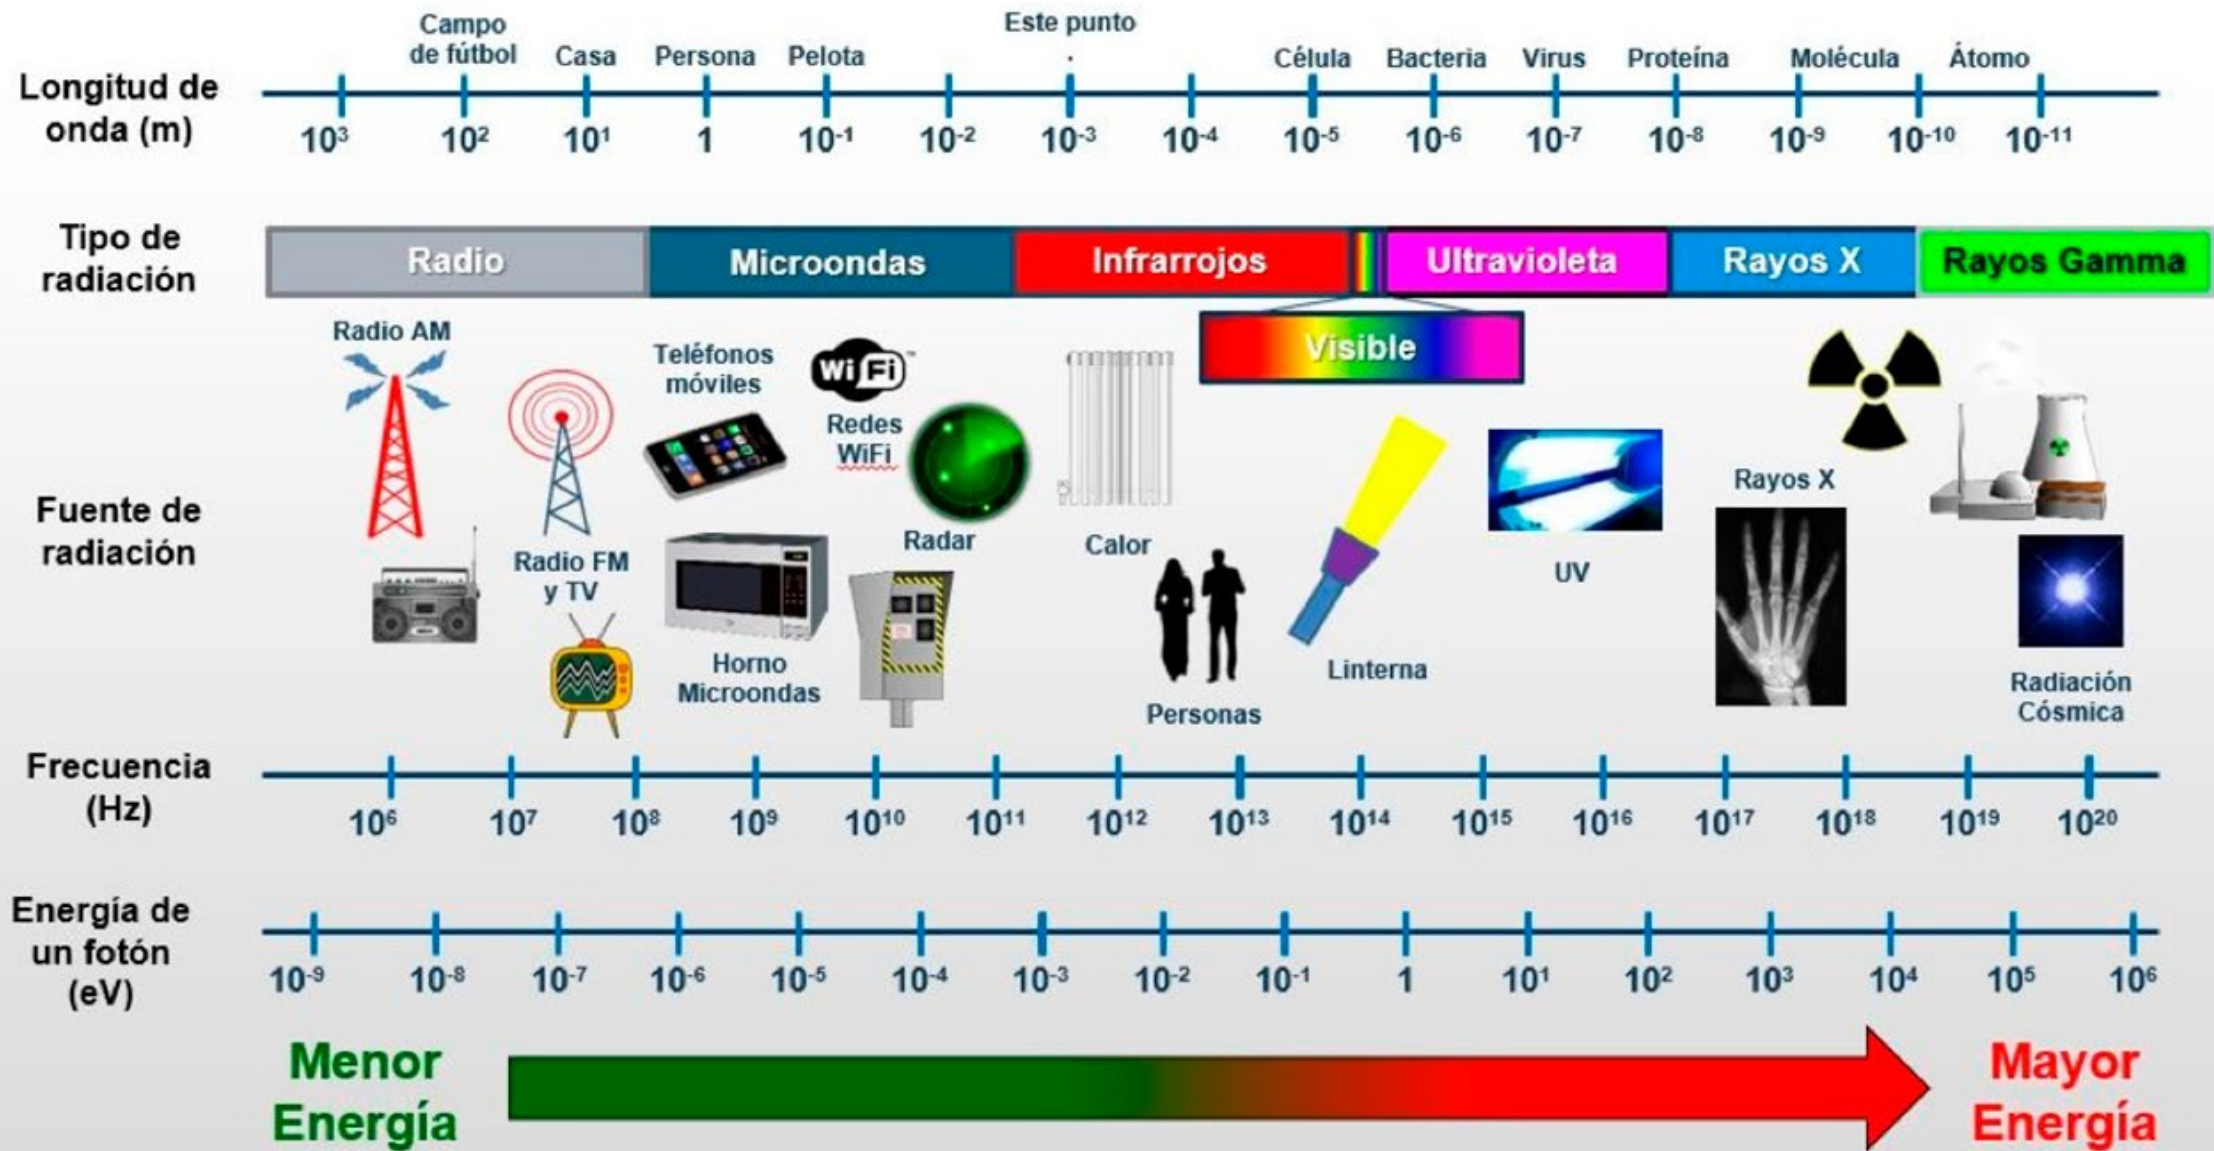 Campo
de fútbol
Casa
Persona
Pelota
Este punto
.
Célula
Bacteria
Virus
Proteína
Molécula
Átomo
Longitud de
onda (m)
10³
10²
10¹
1
10⁻¹
10⁻²
10⁻³
10⁻⁴
10⁻⁵
10⁻⁶
10⁻⁷
10⁻⁸
10⁻⁹
10⁻¹⁰
10⁻¹¹
Tipo de
radiación
Radio
Microondas
Infrarrojos
Ultravioleta
Rayos X
Rayos Gamma
Visible
Fuente de
radiación
Radio AM
Radio FM
y TV
Teléfonos
móviles
WiFi™
Redes
WiFi
Radar
Horno
Microondas
Calor
Personas
Linterna
UV
Rayos X
Radiación
Cósmica
Frecuencia
(Hz)
10⁶
10⁷
10⁸
10⁹
10¹⁰
10¹¹
10¹²
10¹³
10¹⁴
10¹⁵
10¹⁶
10¹⁷
10¹⁸
10¹⁹
10²⁰
Energía de
un fotón
(eV)
10⁻⁹
10⁻⁸
10⁻⁷
10⁻⁶
10⁻⁵
10⁻⁴
10⁻³
10⁻²
10⁻¹
1
10¹
10²
10³
10⁴
10⁵
10⁶
Menor
Energía
Mayor
Energía